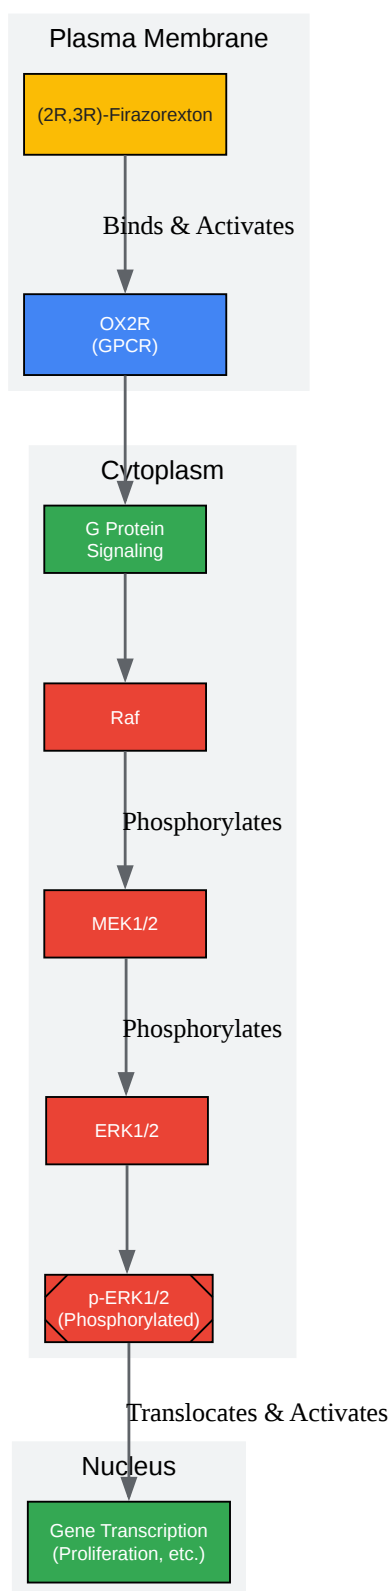 Plasma Membrane
(2R,3R)-Firazorexton
Binds & Activates
OX2R
(GPCR)
Cytoplasm
G Protein
Signaling
Raf
Phosphorylates
MEK1/2
Phosphorylates
ERK1/2
p-ERK1/2
(Phosphorylated)
Translocates & Activates
Nucleus
Gene Transcription
(Proliferation, etc.)